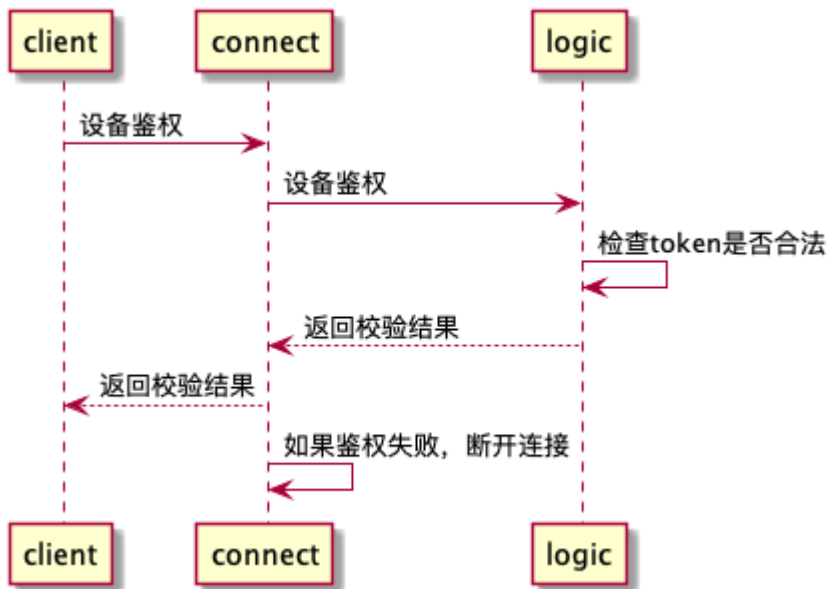 client
connect
logic
设备鉴权
设备鉴权
检查token是否合法
返回校验结果
返回校验结果
如果鉴权失败，断开连接
client
connect
logic